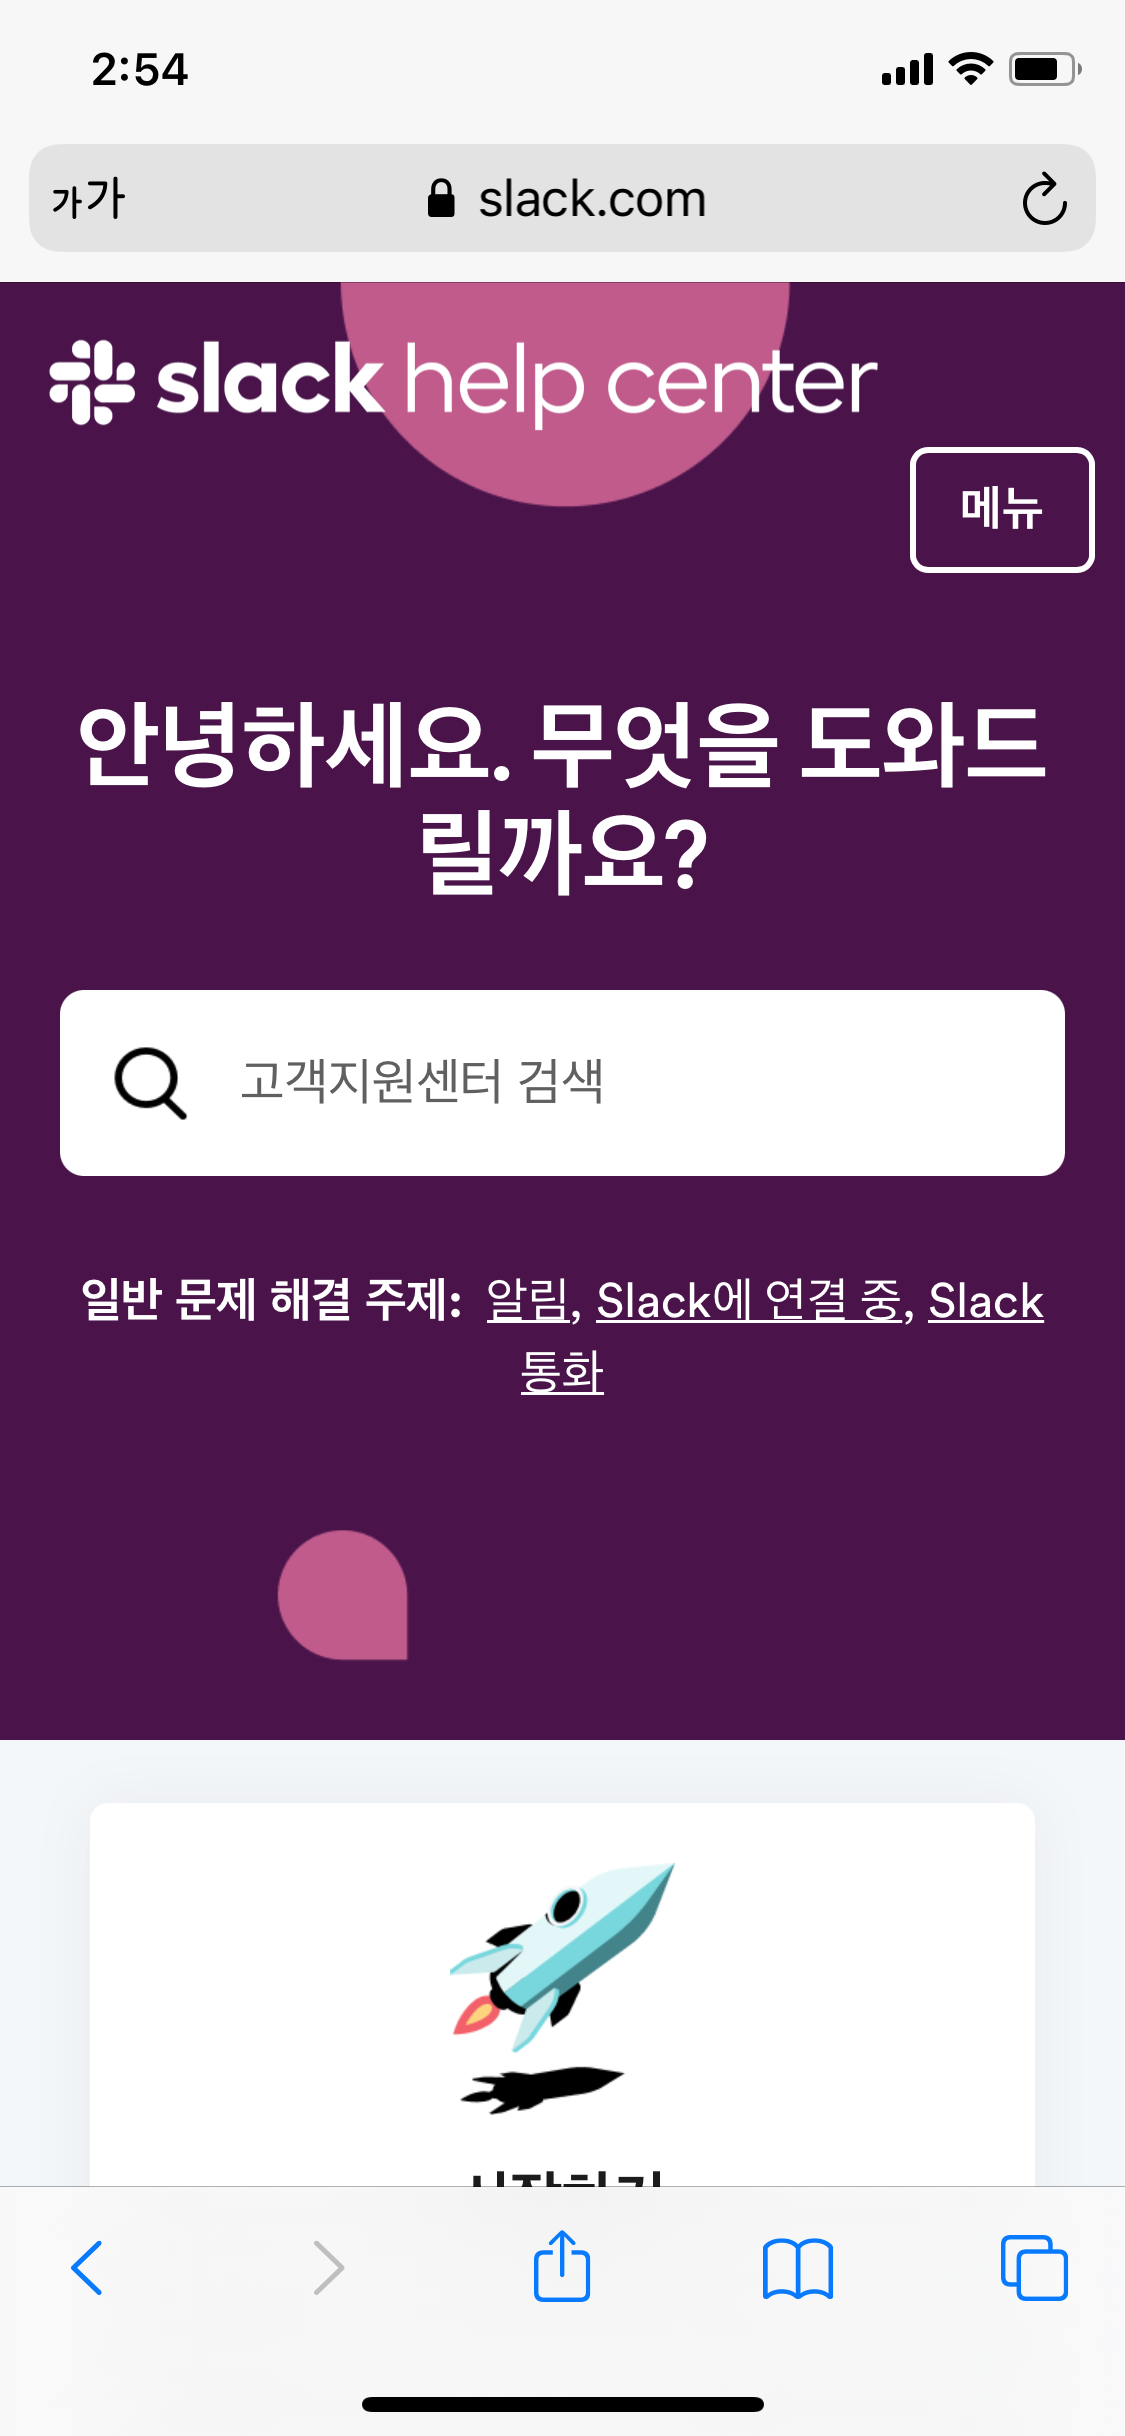 2:54
가가
slack.com
slack help center
메뉴
안녕하세요. 무엇을 도와드
릴까요?
고객지원센터 검색
일반 문제 해결 주제: 알림, Slack에 연결 중, Slack
통화